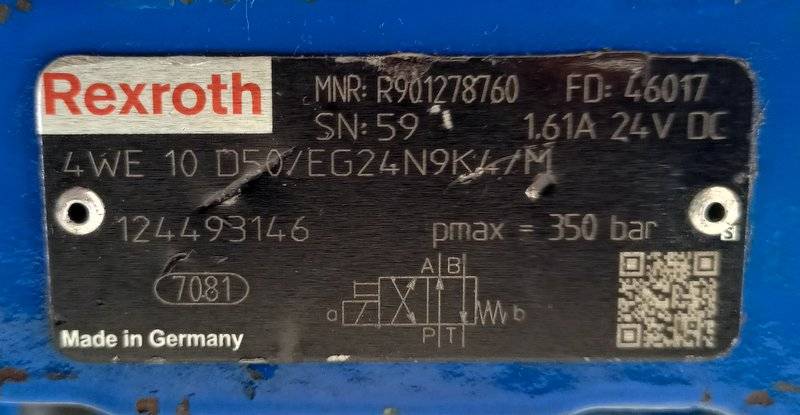 Rexroth
MNR: R901278760 FD: 46017
SN: 59 1.61A 24V DC
4WE 10 D50/EG24N9K4/M
124493146 pmax = 350 bar
S
7081
A B
a b
P T
Made in Germany